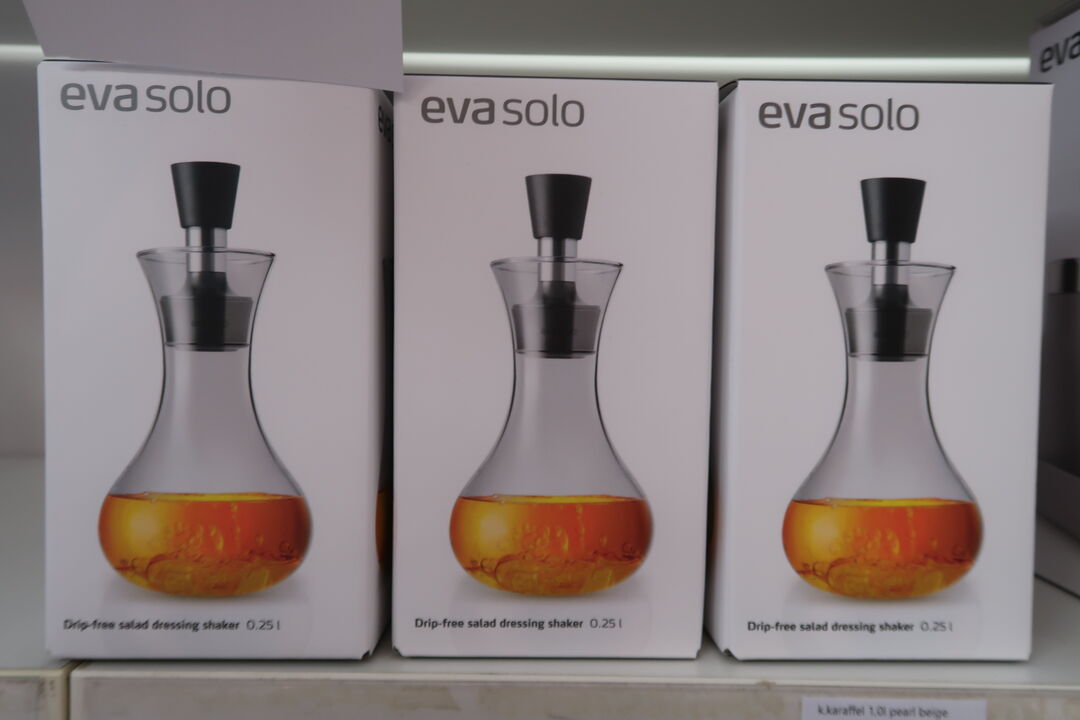 eva solo
Drip-free salad dressing shaker 0.25 l
eva solo
Drip-free salad dressing shaker 0.25 l
eva solo
Drip-free salad dressing shaker 0.25 l
eva
k.karaffel 1,0l pearl beige